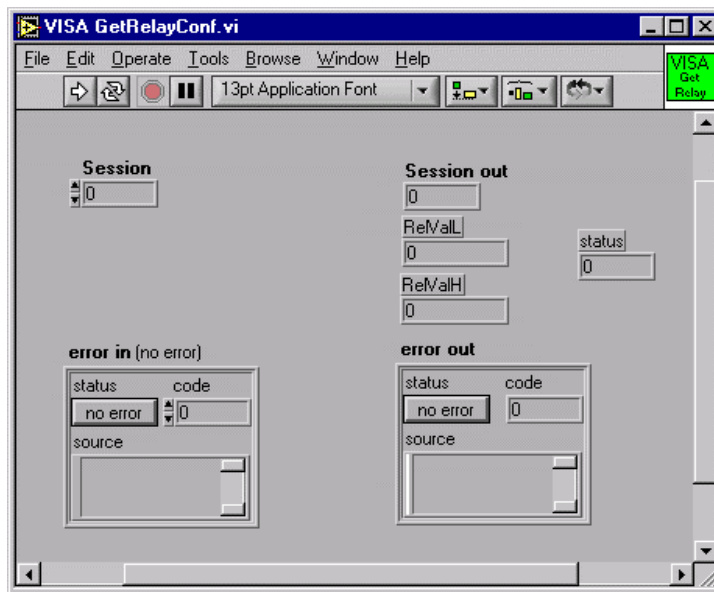 VISA GetRelayConf.vi
File Edit Operate Tools Browse Window Help
13pt Application Font
VISA
Get
Relay
Session
0
Session out
0
RelValL
0
status
0
RelValH
0
error in (no error)
status code
no error 0
source
error out
status code
no error 0
source